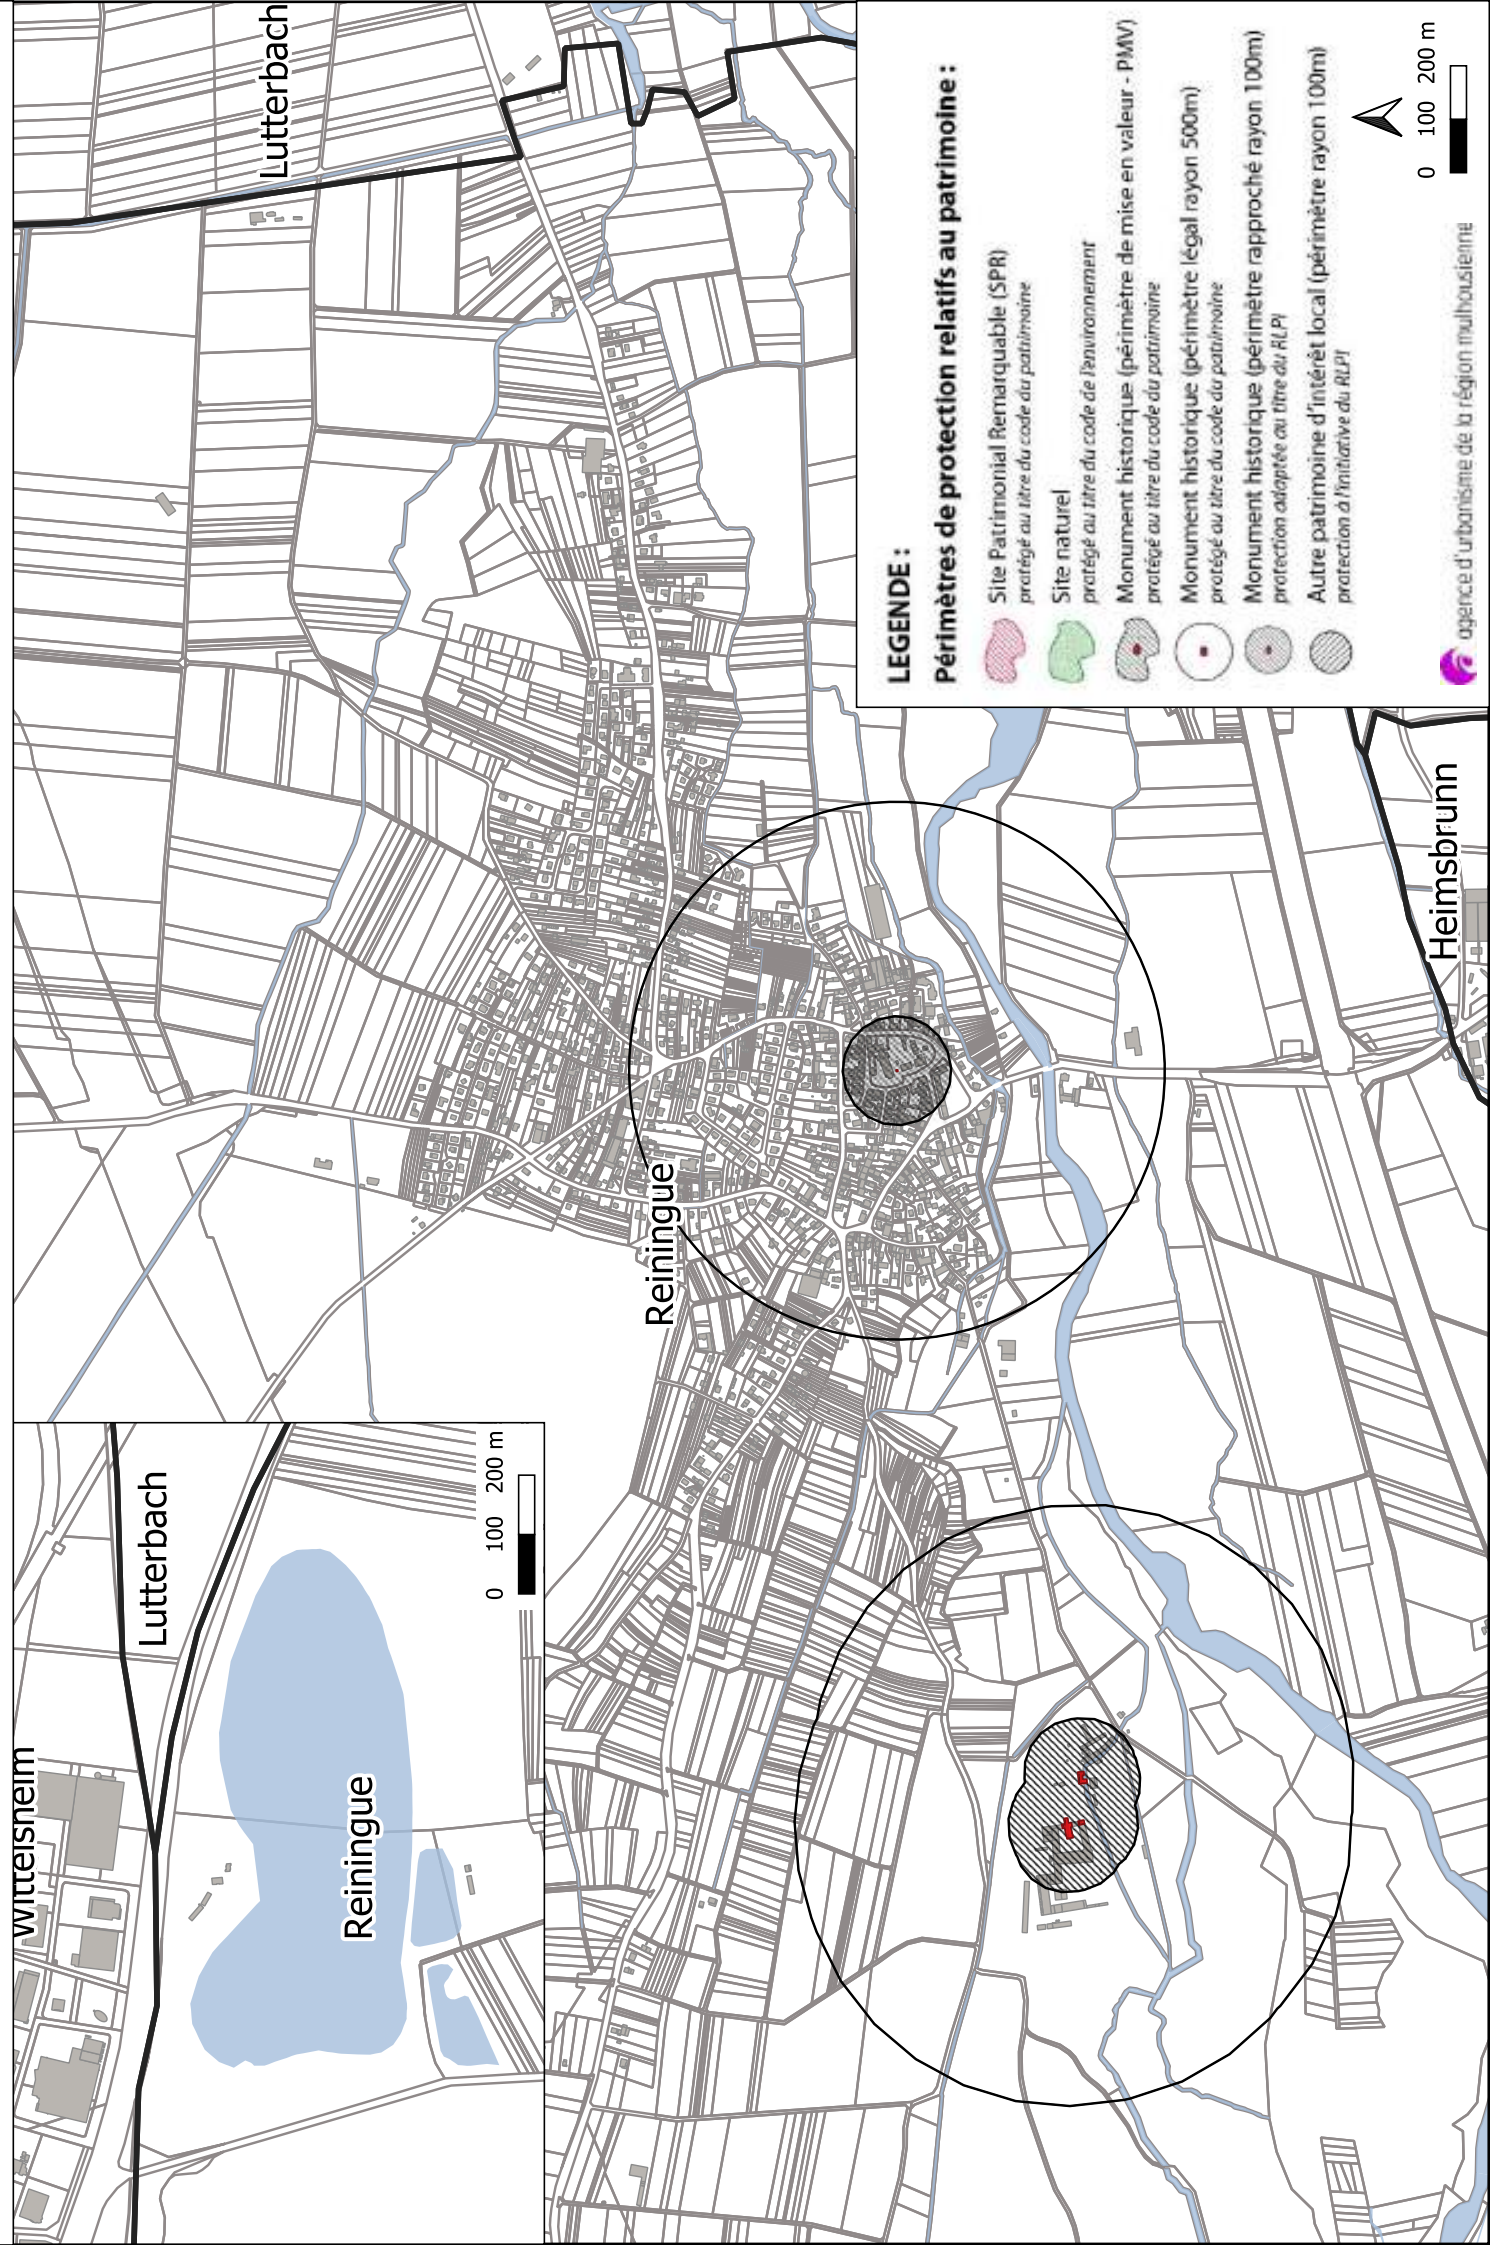 Lutterbach
Reiningue
Heimsbrunn
Wittelsheim
Lutterbach
Reiningue
0 100 200 m
LEGENDE :
Périmètres de protection relatifs au patrimoine :
Site Patrimonial Remarquable (SPR)
protégé au titre du code du patrimoine
Site naturel
protégé au titre du code de l'environnement
Monument historique (périmètre de mise en valeur - PMV)
protégé au titre du code du patrimoine
Monument historique (périmètre légal rayon 500m)
protégé au titre du code du patrimoine
Monument historique (périmètre rapproché rayon 100m)
protection adaptée au titre du RLPI
Autre patrimoine d'intérêt local (périmètre rayon 100m)
protection à l'initiative du RLPI
0 100 200 m
agence d'urbanisme de la région mulhousienne